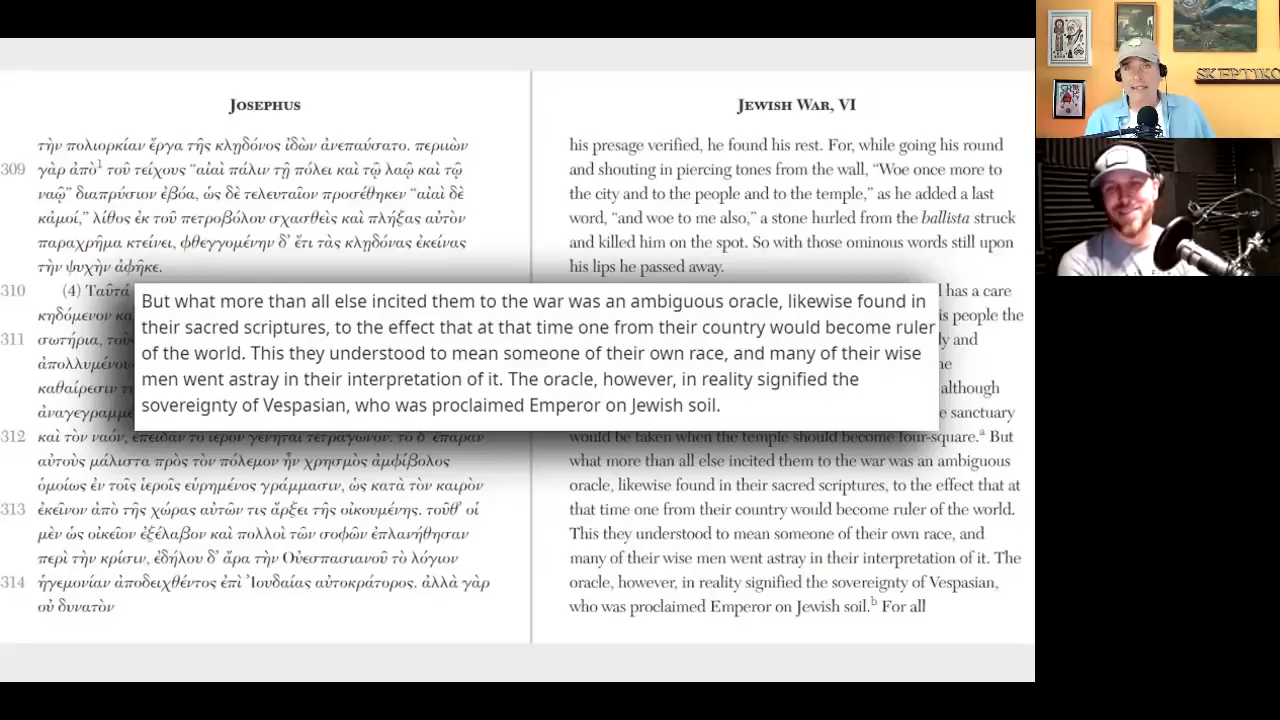 JOSEPHUS
τὴν πολιορκίαν ἔργα τῆς κληδόνος ἰδὼν ἀνεπαύσατο. περιιὼν
309 γὰρ ἀπὸ1 τοῦ τείχους “αἰαὶ πάλιν τῇ πόλει καὶ τῷ λαῷ καὶ τῷ
ναῷ” διαπρύσιον ἐβόα, ὡς δὲ τελευταῖον προσέθηκεν “αἰαὶ δὲ
κἀμοί,” λίθος ἐκ τοῦ πετροβόλου σχασθεὶς καὶ πλήξας αὐτὸν
παραχρῆμα κτείνει, φθεγγομένην δ’ ἔτι τὰς κληδόνας ἐκείνας
τὴν ψυχὴν ἀφῆκε.
310 (4) Ταῦτά
κηδόμενον
311 σωτήρια,
ἀπολλυμένου
καθαίρεσιν
ἀναγεγραμμε
312 καὶ τὸν ναόν, ἐπειδὰν τὸ ἱερὸν γένηται τετράγωνον. τὸ δ’ ἐπᾶραν
αὐτοὺς μάλιστα πρὸς τὸν πόλεμον ἦν χρησμὸς ἀμφίβολος
ὁμοίως ἐν τοῖς ἱεροῖς εὑρημένος γράμμασιν, ὡς κατὰ τὸν καιρὸν
313 ἐκεῖνον ἀπὸ τῆς χώρας αὐτῶν τις ἄρξει τῆς οἰκουμένης. τοῦθ’ οἱ
μὲν ὡς οἰκεῖον ἐξέλαβον καὶ πολλοὶ τῶν σοφῶν ἐπλανήθησαν
περὶ τὴν κρίσιν, ἐδήλου δ’ ἄρα τὴν Οὐεσπασιανοῦ τὸ λόγιον
314 ἡγεμονίαν ἀποδειχθέντος ἐπὶ Ἰουδαίας αὐτοκράτορος. ἀλλὰ γὰρ
οὐ δυνατὸν
JEWISH WAR, VI
his presage verified, he found his rest. For, while going his round
and shouting in piercing tones from the wall, “Woe once more to
the city and to the people and to the temple,” as he added a last
word, “and woe to me also,” a stone hurled from the ballista struck
and killed him on the spot. So with those ominous words still upon
his lips he passed away.
has a care
is people the
and
although
sanctuary
would be taken when the temple should become four-square.a But
what more than all else incited them to the war was an ambiguous
oracle, likewise found in their sacred scriptures, to the effect that at
that time one from their country would become ruler of the world.
This they understood to mean someone of their own race, and
many of their wise men went astray in their interpretation of it. The
oracle, however, in reality signified the sovereignty of Vespasian,
who was proclaimed Emperor on Jewish soil.b For all
But what more than all else incited them to the war was an ambiguous oracle, likewise found in
their sacred scriptures, to the effect that at that time one from their country would become ruler
of the world. This they understood to mean someone of their own race, and many of their wise
men went astray in their interpretation of it. The oracle, however, in reality signified the
sovereignty of Vespasian, who was proclaimed Emperor on Jewish soil.
SKEPTIKO